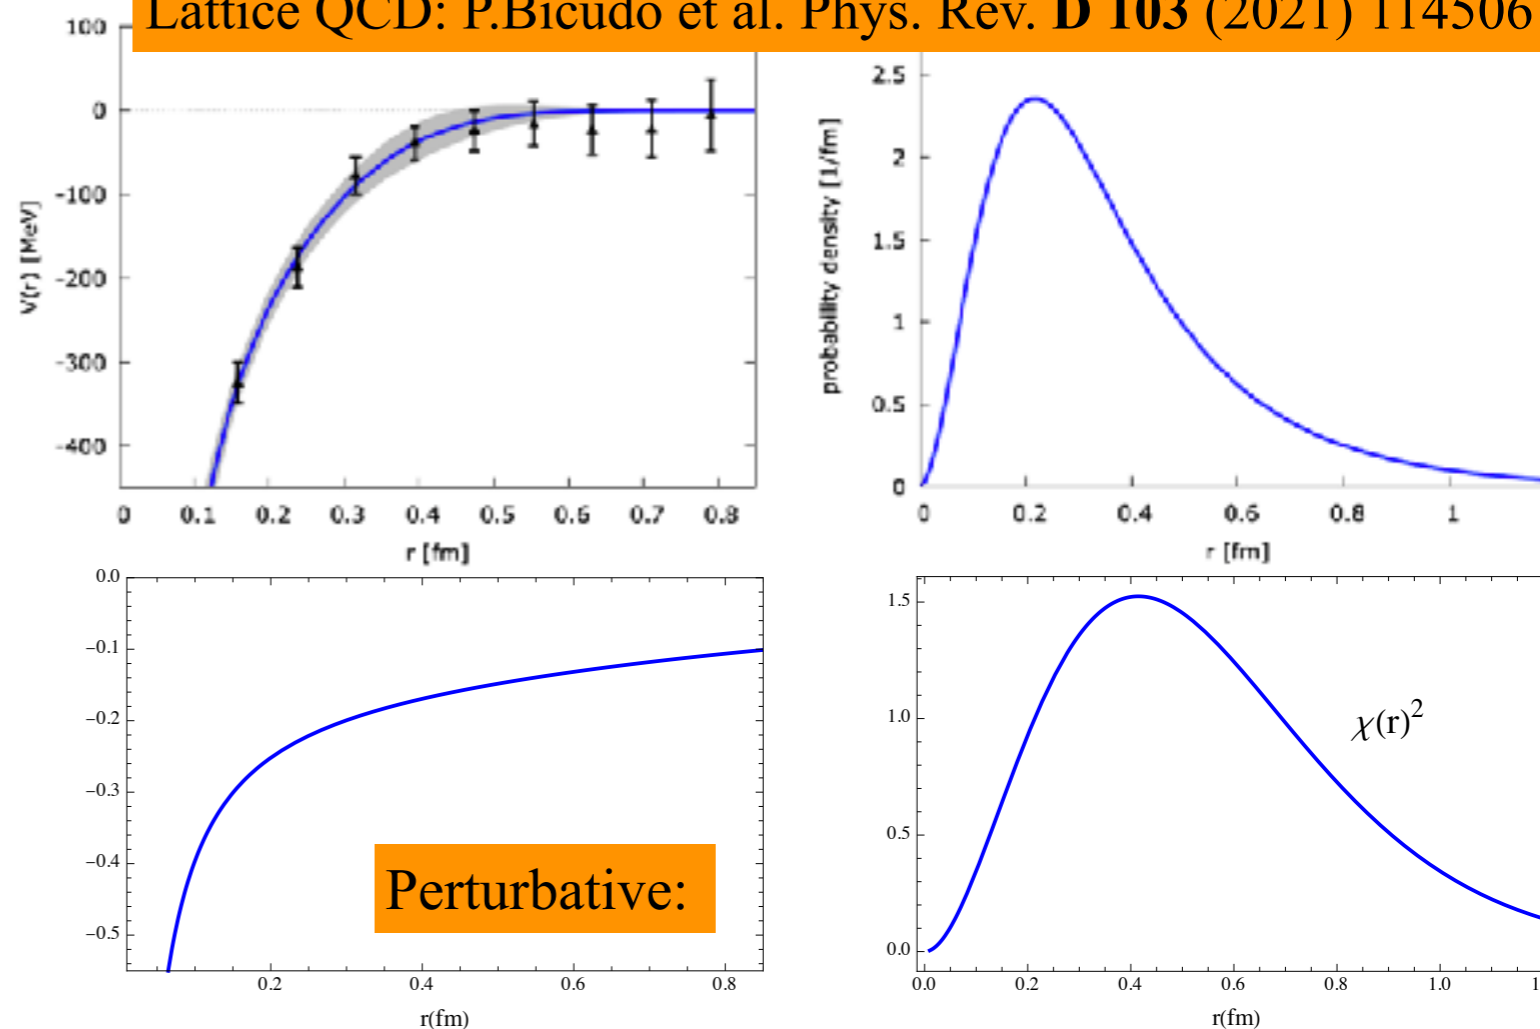 Lattice QCD: P.Bicudo et al. Phys. Rev. D 103 (2021) 114506
100
0
-100
-200
-300
-400
V(r) [MeV]
0 0.1 0.2 0.3 0.4 0.5 0.6 0.7 0.8
r [fm]
2.5
2
1.5
1
0.5
0
probability density [1/fm]
0 0.2 0.4 0.6 0.8 1
r [fm]
0.0
−0.1
−0.2
−0.3
−0.4
−0.5
Perturbative:
0.2 0.4 0.6 0.8
r(fm)
1.5
1.0
0.5
0.0
χ(r)²
0.0 0.2 0.4 0.6 0.8 1.0
r(fm)